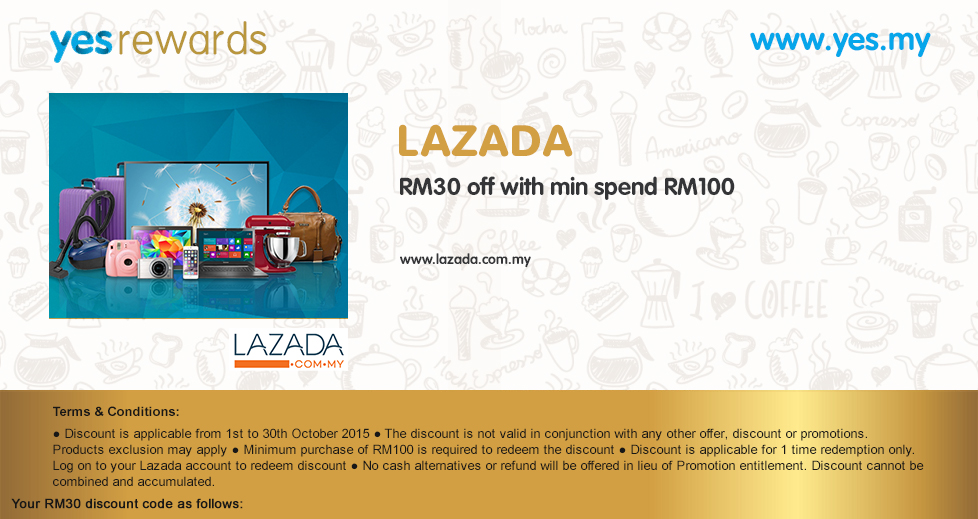 yes rewards
www.yes.my
Mocha
Espresso
Americano
LAZADA
RM30 off with min spend RM100
www.lazada.com.my
I ♥ COFFEE
LAZADA
.COM.MY
Espresso
Terms & Conditions:
● Discount is applicable from 1st to 30th October 2015 ● The discount is not valid in conjunction with any other offer, discount or promotions.
Products exclusion may apply ● Minimum purchase of RM100 is required to redeem the discount ● Discount is applicable for 1 time redemption only.
Log on to your Lazada account to redeem discount ● No cash alternatives or refund will be offered in lieu of Promotion entitlement. Discount cannot be
combined and accumulated.
Your RM30 discount code as follows: